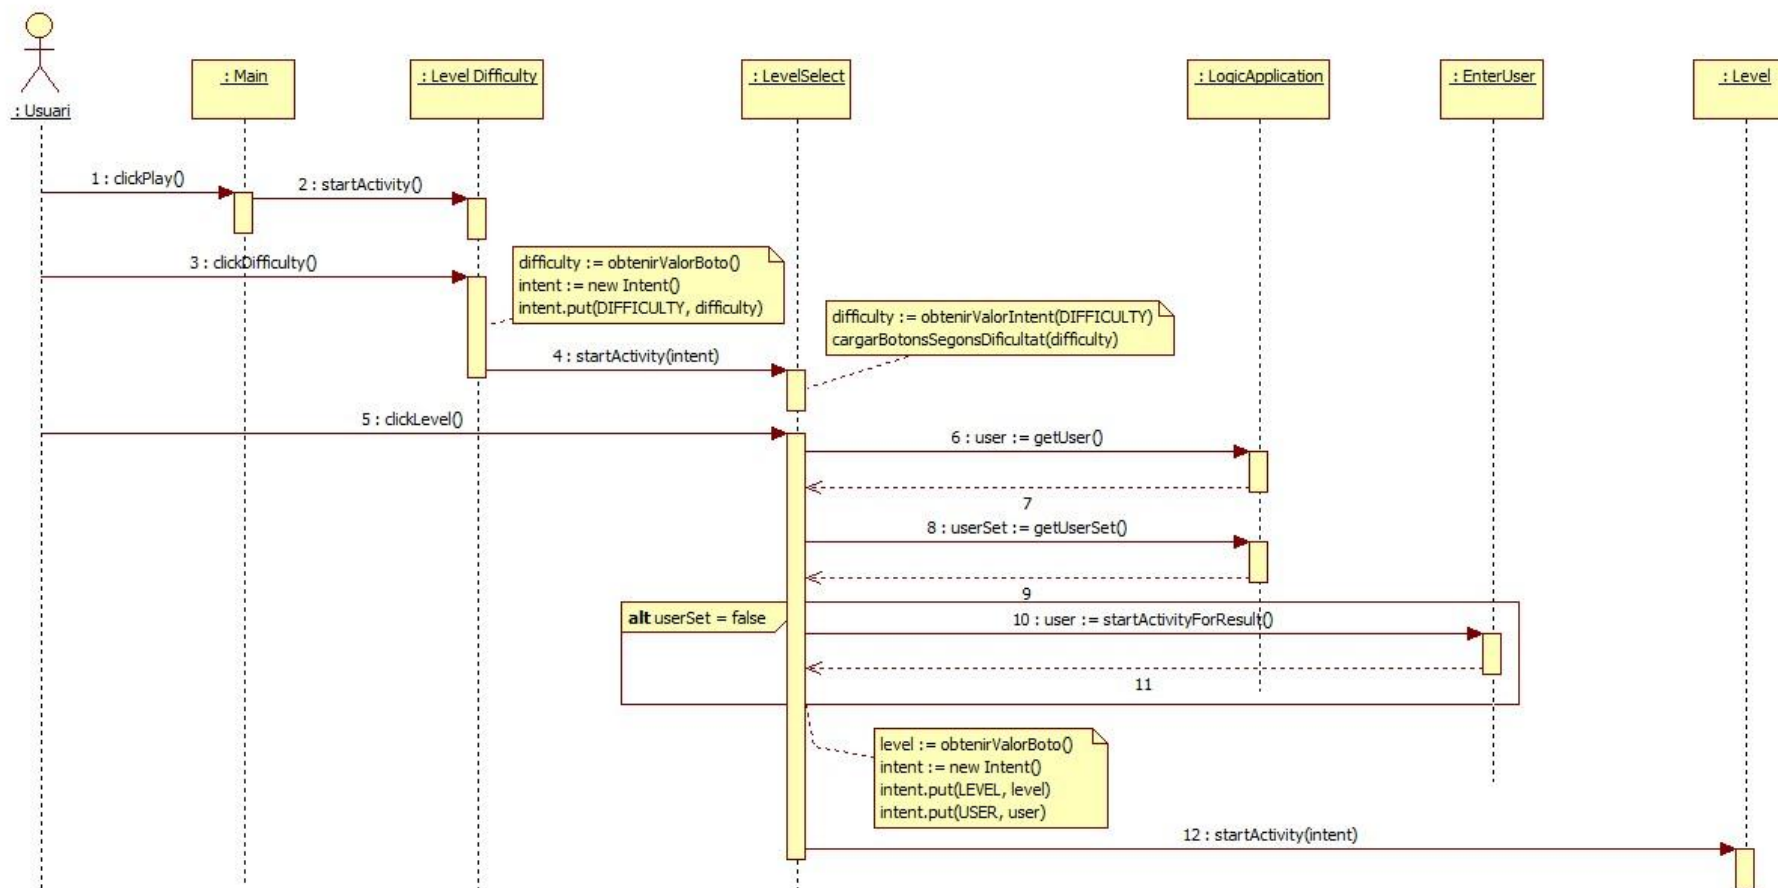 : Usuari
: Main
: Level Difficulty
: LevelSelect
: LogicApplication
: EnterUser
: Level
1 : clickPlay()
2 : startActivity()
3 : clickDifficulty()
difficulty := obtenirValorBoto()
intent := new Intent()
intent.put(DIFFICULTY, difficulty)
difficulty := obtenirValorIntent(DIFFICULTY)
cargarBotonsSegonsDificultat(difficulty)
4 : startActivity(intent)
5 : clickLevel()
6 : user := getUser()
7
8 : userSet := getUserSet()
9
alt userSet = false
10 : user := startActivityForResult()
11
level := obtenirValorBoto()
intent := new Intent()
intent.put(LEVEL, level)
intent.put(USER, user)
12 : startActivity(intent)